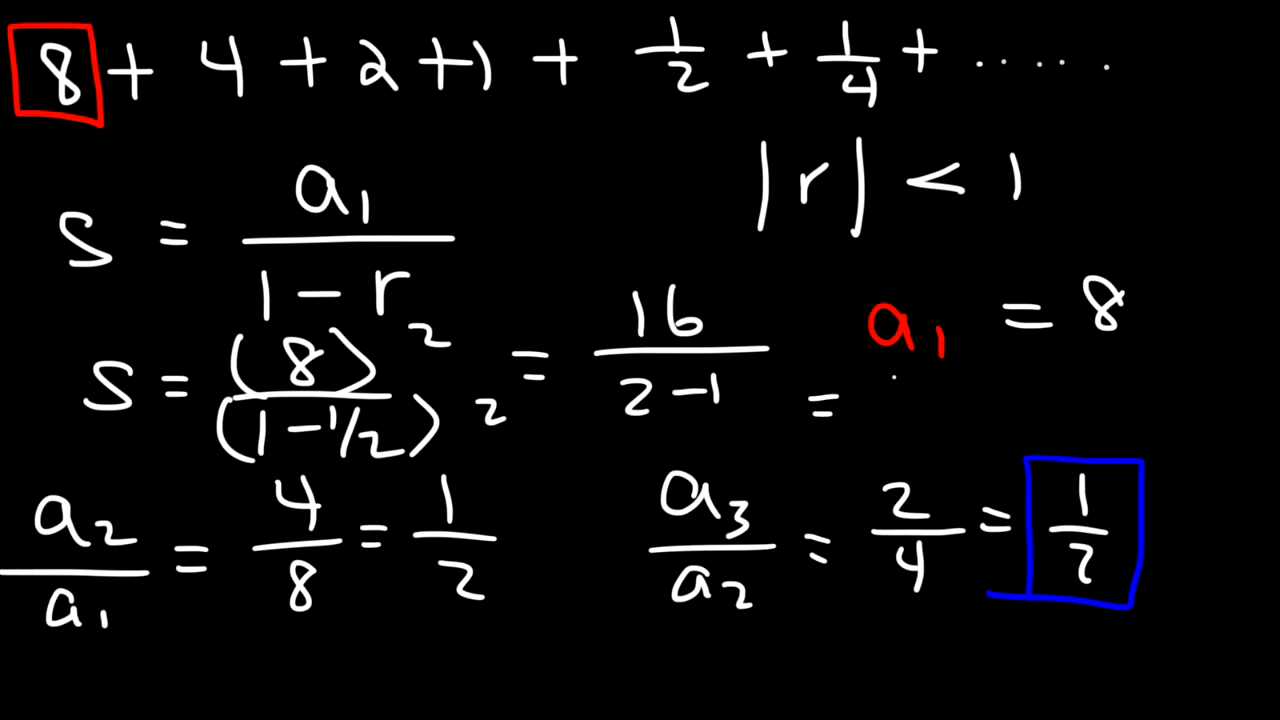 8 + 4 + 2 + 1 + 1/2 + 1/4 + .....
|r| < 1
S = a₁/(1 - r)
a₁ = 8
S = (8)2/(1 - 1/2)2 = 16/(2 - 1) =
a₂/a₁ = 4/8 = 1/2
a₃/a₂ = 2/4 = 1/2